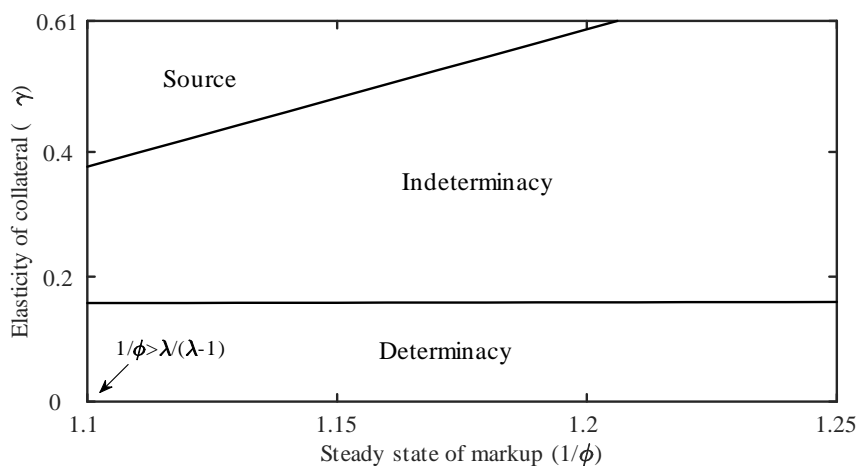 0.61
Source
0.4
Indeterminacy
0.2
1/ϕ>λ/(λ-1)
Determinacy
0
1.1 1.15 1.2 1.25
Elasticity of collateral ( γ)
Steady state of markup (1/ϕ)